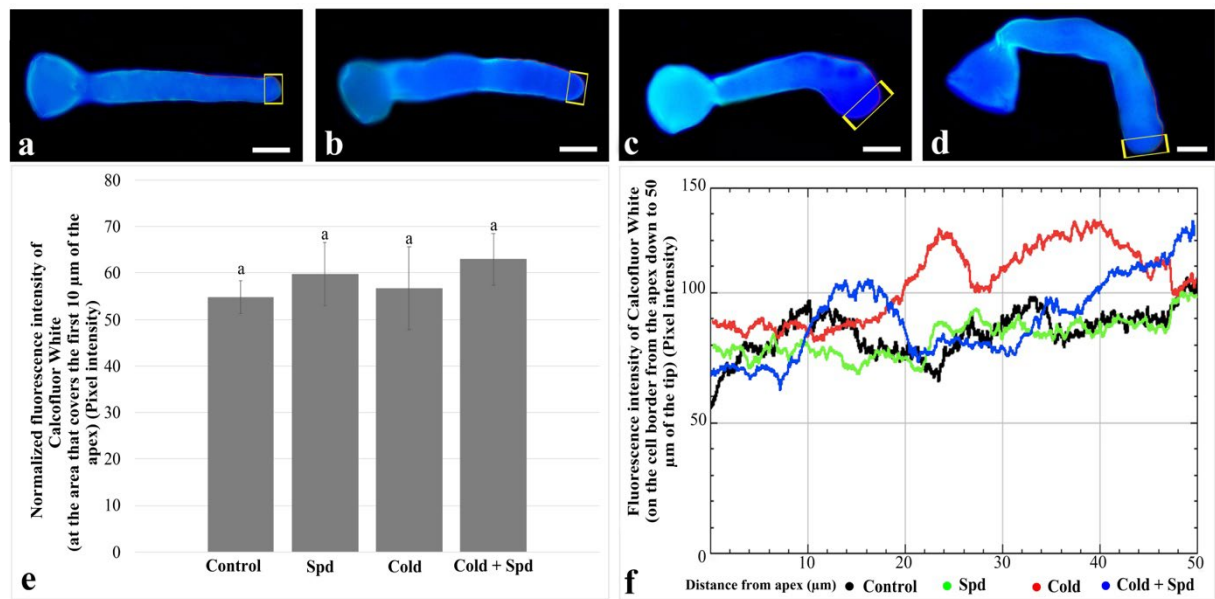 a
b
c
d
Normalized fluorescence intensity of
Calcofluor White
(at the area that covers the first 10 µm of the
apex) (Pixel intensity)
80
70
60
50
40
30
20
10
0
a
a
a
a
Control
Spd
Cold
Cold + Spd
e
Fluorescence intensity of Calcofluor White
(on the cell border from the apex down to 50
µm of the tip) (Pixel intensity)
150
100
50
0
0
10
20
30
40
50
Distance from apex (µm) Control Spd Cold Cold + Spd
f